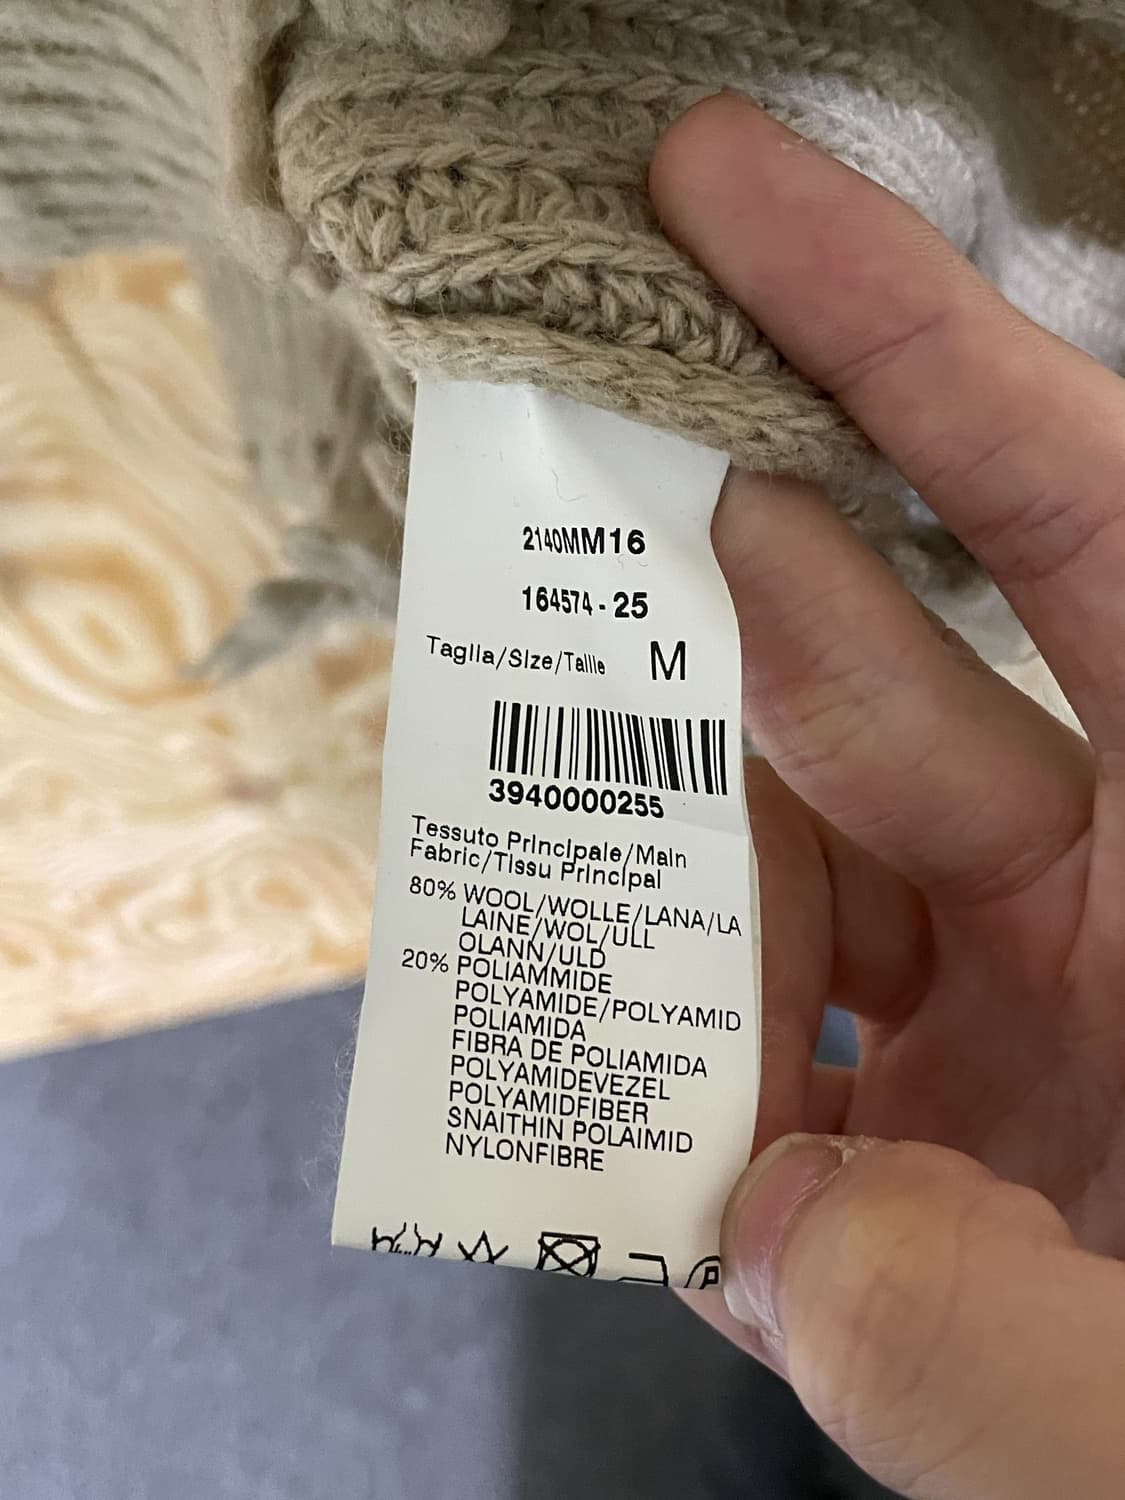 2140MM16
164574-25
Taglia/Size/Taille M
3940000255
Tessuto Principale/Main
Fabric/Tissu Principal
80% WOOL/WOLLE/LANA/LA
LAINE/WOL/ULL
OLANN/ULD
20% POLIAMMIDE
POLYAMIDE/POLYAMID
POLIAMIDA
FIBRA DE POLIAMIDA
POLYAMIDEVEZEL
POLYAMIDFIBER
SNAITHIN POLAIMID
NYLONFIBRE
P